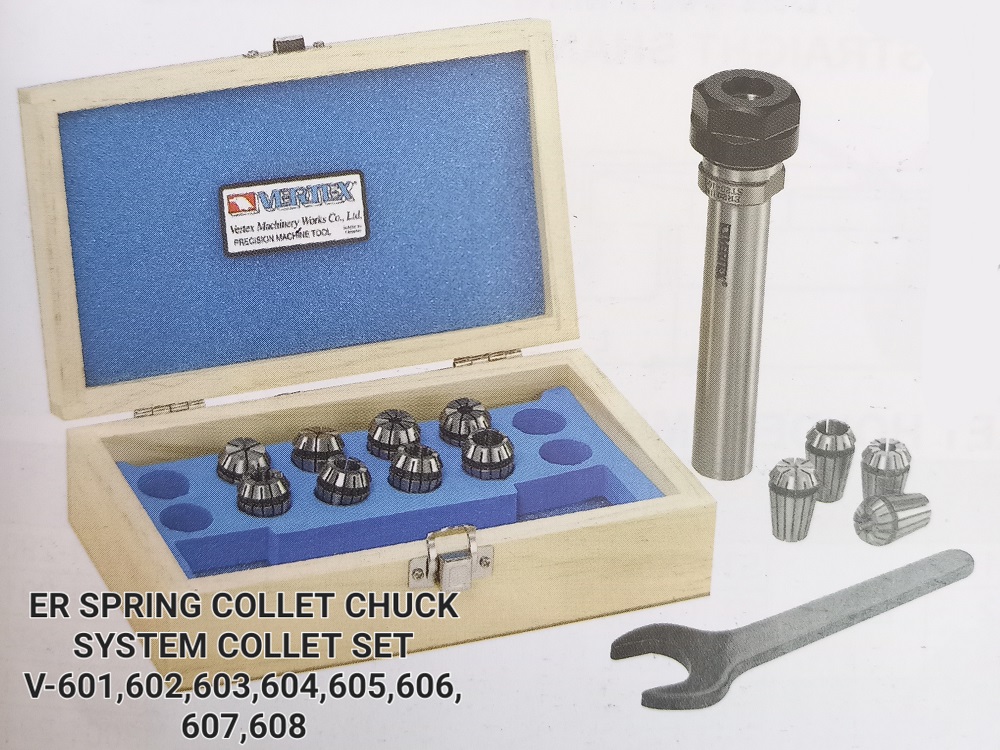 VERTEX
Vertex Machinery Works Co., Ltd.
PRECISION MACHINE TOOL
VERTEX
ER SPRING COLLET CHUCK
SYSTEM COLLET SET
V-601,602,603,604,605,606,
607,608